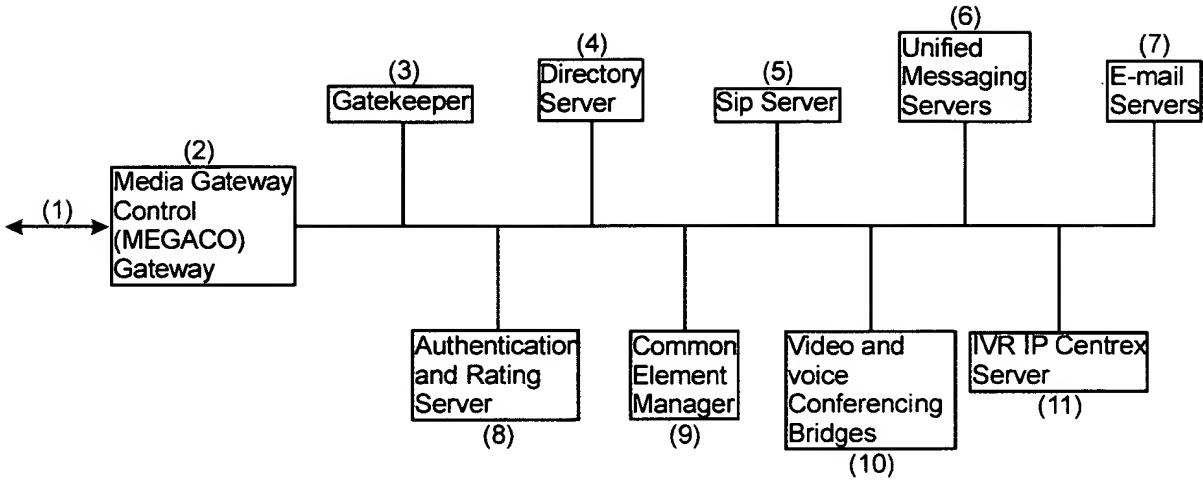 (6)
Unified
Messaging
Servers
(4)
Directory
Server
(7)
E-mail
Servers
(3)
Gatekeeper
(5)
Sip Server
(2)
Media Gateway
Control
(MEGACO)
Gateway
(1)
Authentication
and Rating
Server
(8)
Common
Element
Manager
(9)
Video and
voice
Conferencing
Bridges
(10)
IVR IP Centrex
Server
(11)